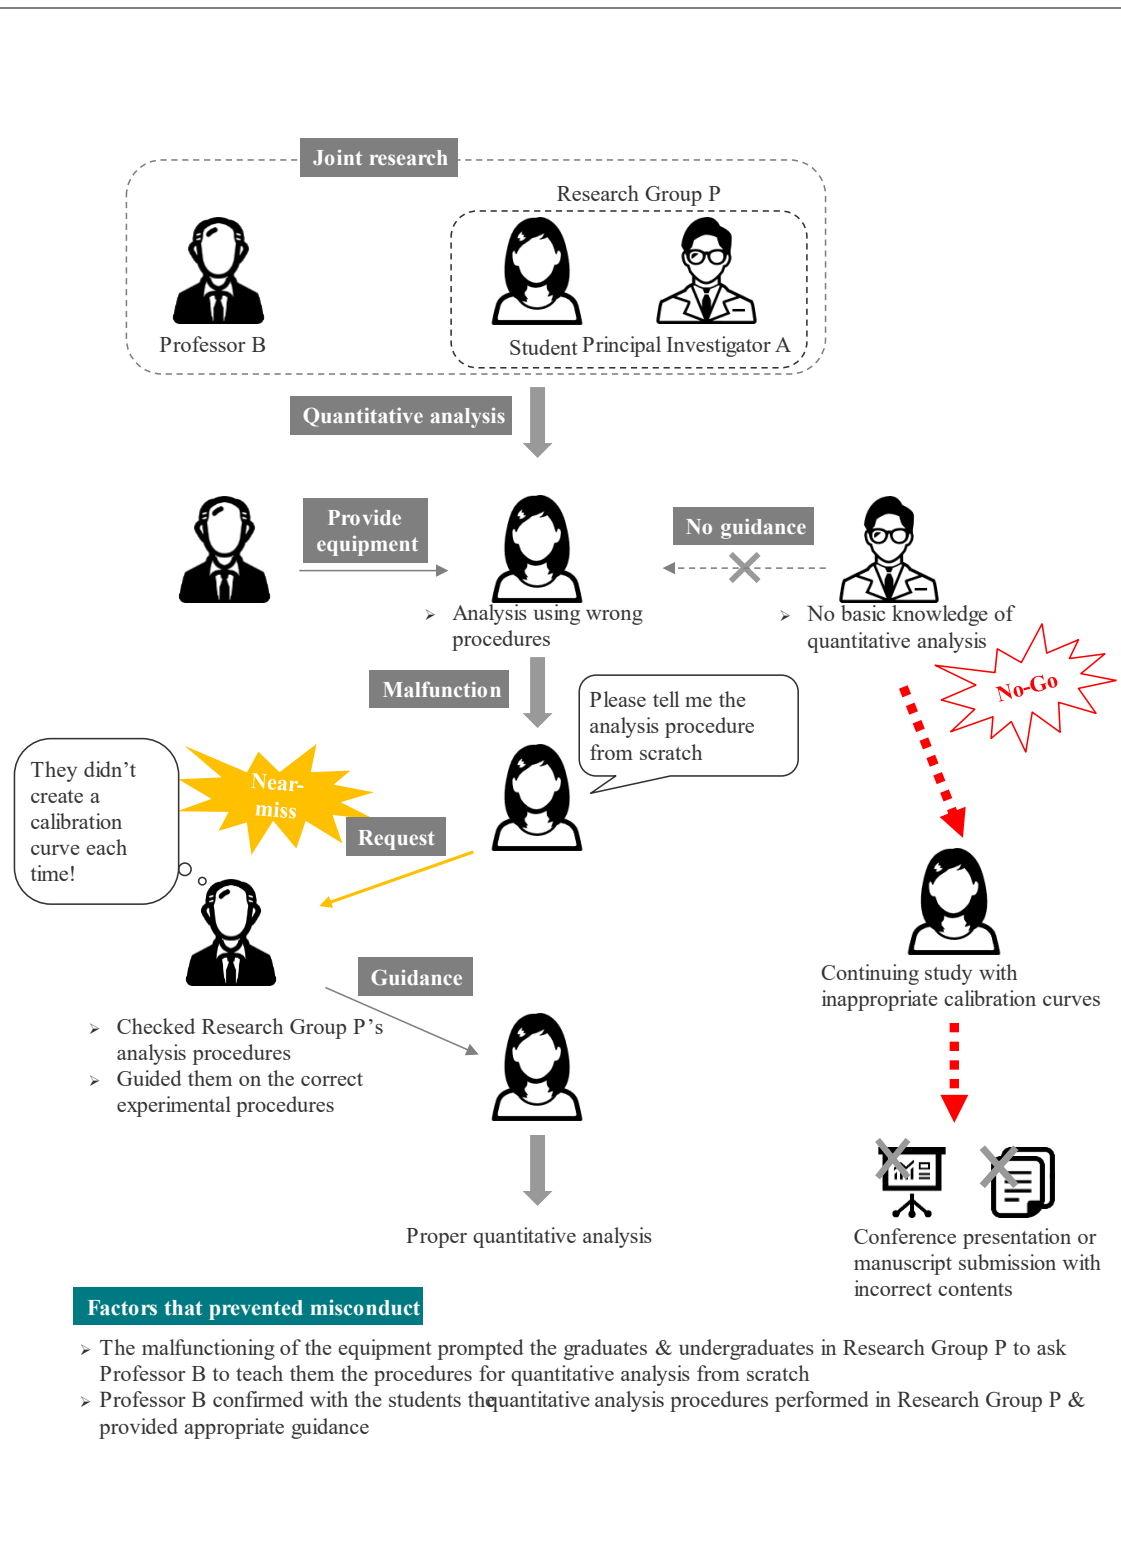 Joint research
Research Group P
Professor B
Student
Principal Investigator A
Quantitative analysis
Provide
equipment
No guidance
➢ Analysis using wrong
procedures
➢ No basic knowledge of
quantitative analysis
No-Go
Malfunction
Please tell me the
analysis procedure
from scratch
They didn't
create a
calibration
curve each
time!
Near-
miss
Request
Guidance
Continuing study with
inappropriate calibration curves
➢ Checked Research Group P's
analysis procedures
➢ Guided them on the correct
experimental procedures
Proper quantitative analysis
Conference presentation or
manuscript submission with
incorrect contents
Factors that prevented misconduct
➢ The malfunctioning of the equipment prompted the graduates & undergraduates in Research Group P to ask
Professor B to teach them the procedures for quantitative analysis from scratch
➢ Professor B confirmed with the students the quantitative analysis procedures performed in Research Group P &
provided appropriate guidance